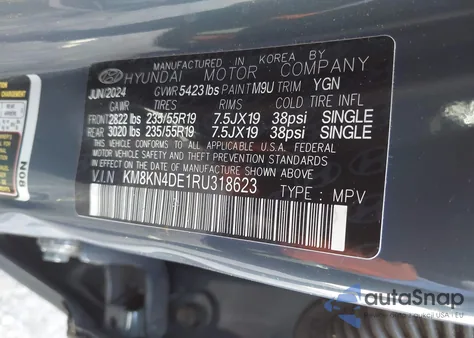 MANUFACTURED IN KOREA BY
HYUNDAI MOTOR COMPANY
JUN/2024 GVWR 5423 lbs PAINT M9U TRIM YGN
GAWR TIRES RIMS COLD TIRE INFL
FRONT 2822 lbs 235/55R19 7.5JX19 38psi SINGLE
REAR 3020 lbs 235/55R19 7.5JX19 38psi SINGLE
THIS VEHICLE CONFORMS TO ALL APPLICABLE U.S.A. FEDERAL
MOTOR VEHICLE SAFETY, BUMPER, AND THEFT PREVENTION STANDARDS
IN EFFECT ON THE DATE OF MANUFACTURE SHOWN ABOVE.
V.I.N KM8KN4DE1RU318623 TYPE : MPV
N08
autoSnap